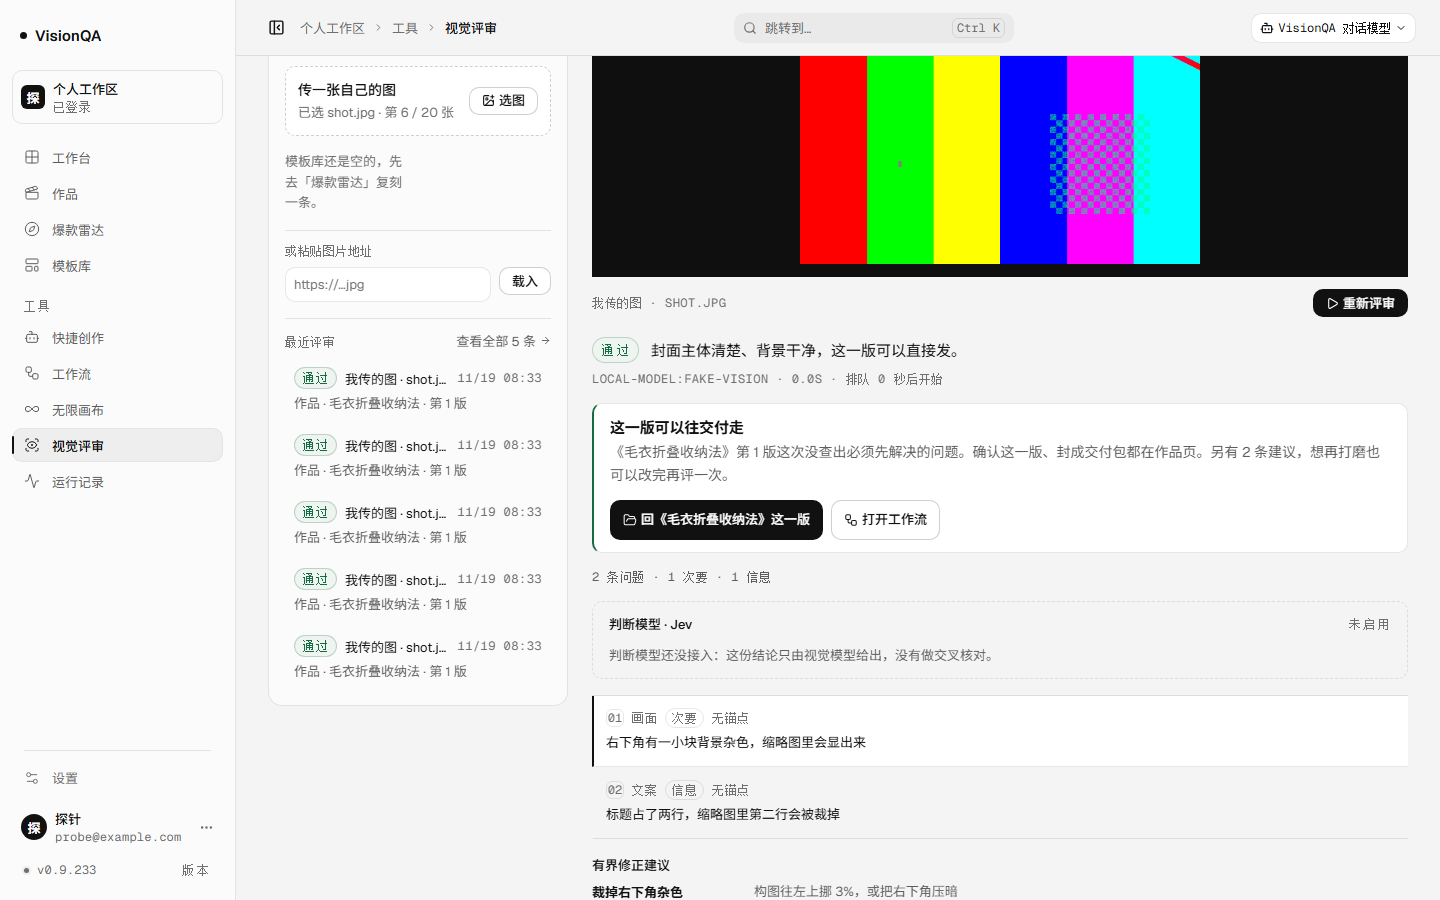 VisionQA
探
个人工作区
已登录
工作台
作品
爆款雷达
模板库
工具
快捷创作
工作流
无限画布
视觉评审
运行记录
设置
探
探针
probe@example.com
v0.9.233
版本
个人工作区
工具
视觉评审
跳转到...
Ctrl K
VisionQA 对话模型
传一张自己的图
已选 shot.jpg · 第 6 / 20 张
选图
模板库还是空的，先
去「爆款雷达」复刻
一条。
或粘贴图片地址
https://...jpg
载入
最近评审
查看全部 5 条
通过 我传的图 · shot.j... 11/19 08:33
作品 · 毛衣折叠收纳法 · 第 1 版
通过 我传的图 · shot.j... 11/19 08:33
作品 · 毛衣折叠收纳法 · 第 1 版
通过 我传的图 · shot.j... 11/19 08:33
作品 · 毛衣折叠收纳法 · 第 1 版
通过 我传的图 · shot.j... 11/19 08:33
作品 · 毛衣折叠收纳法 · 第 1 版
通过 我传的图 · shot.j... 11/19 08:33
作品 · 毛衣折叠收纳法 · 第 1 版
我传的图 · SHOT.JPG
重新评审
通过 封面主体清楚、背景干净，这一版可以直接发。
LOCAL-MODEL:FAKE-VISION · 0.0S · 排队 0 秒后开始
这一版可以往交付走
《毛衣折叠收纳法》第 1 版这次没查出必须先解决的问题。确认这一版、封成交付包都在作品页。另有 2 条建议，想再打磨也
可以改完再评一次。
回《毛衣折叠收纳法》这一版
打开工作流
2 条问题 · 1 次要 · 1 信息
判断模型 · Jev
未启用
判断模型还没接入：这份结论只由视觉模型给出，没有做交叉核对。
01 画面 次要 无锚点
右下角有一小块背景杂色，缩略图里会显出来
02 文案 信息 无锚点
标题占了两行，缩略图里第二行会被裁掉
有界修正建议
裁掉右下角杂色
构图往左上挪 3%，或把右下角压暗